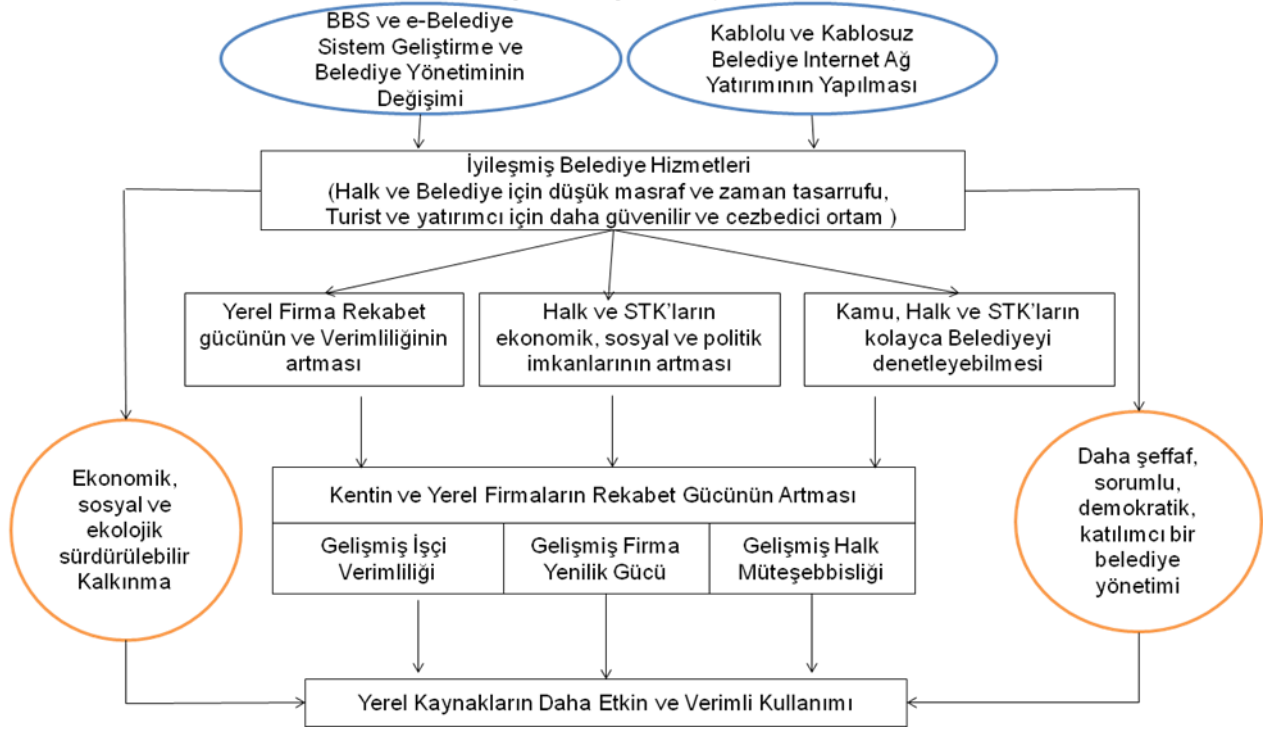 BBS ve e-Belediye
Sistem Geliştirme ve
Belediye Yönetiminin
Değişimi
Kablolu ve Kablosuz
Belediye Internet Ağ
Yatırımının Yapılması
İyileşmiş Belediye Hizmetleri
(Halk ve Belediye için düşük masraf ve zaman tasarrufu,
Turist ve yatırımcı için daha güvenilir ve cezbedici ortam )
Yerel Firma Rekabet
gücünün ve Verimliliğinin
artması
Halk ve STK'ların
ekonomik, sosyal ve politik
imkanlarının artması
Kamu, Halk ve STK'ların
kolayca Belediyeyi
denetleyebilmesi
Ekonomik,
sosyal ve
ekolojik
sürdürülebilir
Kalkınma
Kentin ve Yerel Firmaların Rekabet Gücünün Artması
Gelişmiş İşçi
Verimliliği
Gelişmiş Firma
Yenilik Gücü
Gelişmiş Halk
Müteşebbisliği
Daha şeffaf,
sorumlu,
demokratik,
katılımcı bir
belediye
yönetimi
Yerel Kaynakların Daha Etkin ve Verimli Kullanımı